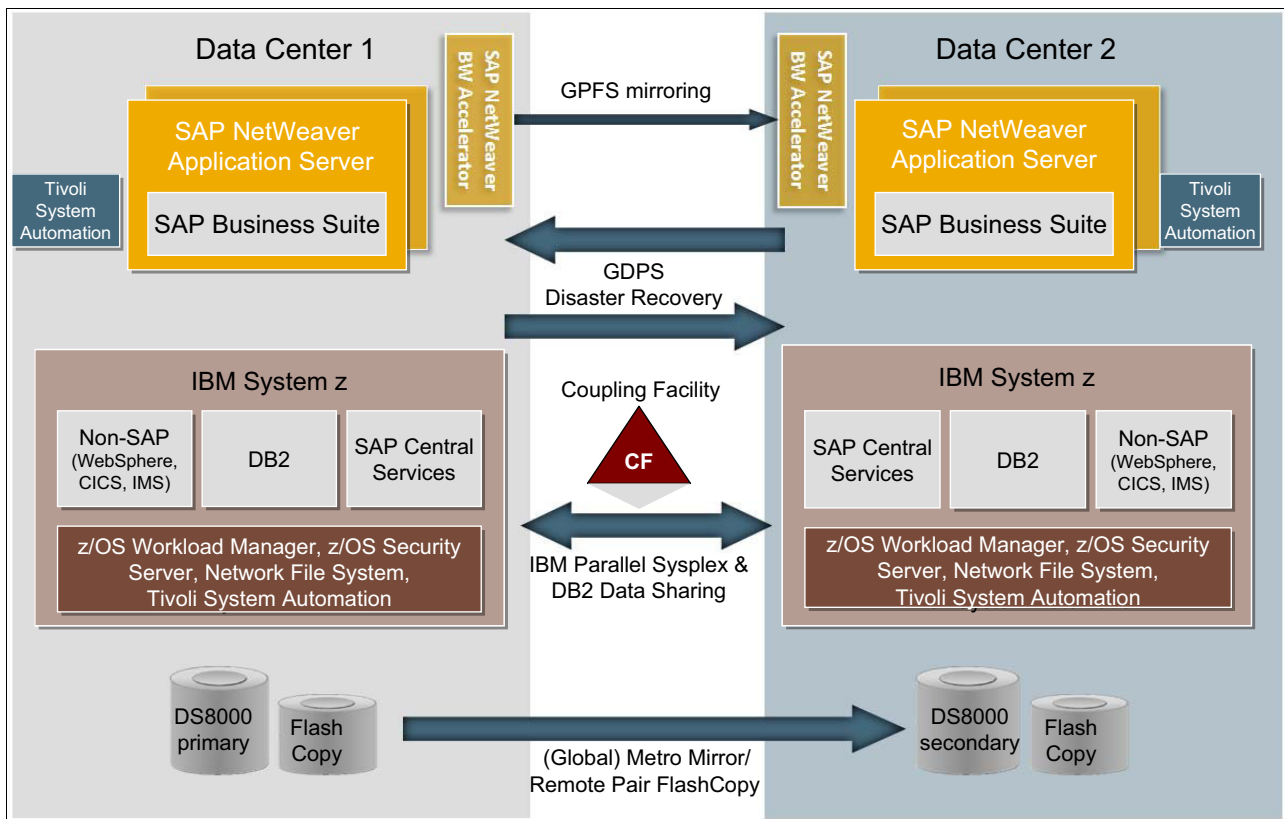 Data Center 1
SAP NetWeaver
BW Accelerator
SAP NetWeaver
Application Server
SAP Business Suite
Tivoli
System
Automation
GPFS mirroring
GDPS
Disaster Recovery
Data Center 2
SAP NetWeaver
BW Accelerator
SAP NetWeaver
Application Server
SAP Business Suite
Tivoli
System
Automation
IBM System z
Non-SAP
(WebSphere,
CICS, IMS)
DB2
SAP Central
Services
z/OS Workload Manager, z/OS Security
Server, Network File System,
Tivoli System Automation
Coupling Facility
CF
IBM Parallel Sysplex &
DB2 Data Sharing
IBM System z
SAP Central
Services
DB2
Non-SAP
(WebSphere,
CICS, IMS)
z/OS Workload Manager, z/OS Security
Server, Network File System,
Tivoli System Automation
DS8000
primary
Flash
Copy
(Global) Metro Mirror/
Remote Pair FlashCopy
DS8000
secondary
Flash
Copy